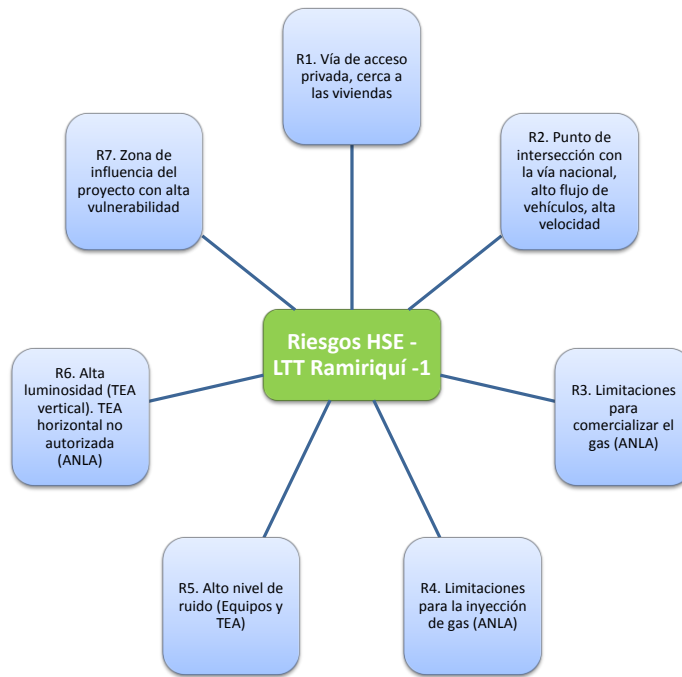 R1. Vía de acceso
privada, cerca a
las viviendas
R2. Punto de
intersección con
la vía nacional,
alto flujo de
vehículos, alta
velocidad
R3. Limitaciones
para
comercializar el
gas (ANLA)
R4. Limitaciones
para la inyección
de gas (ANLA)
R5. Alto nivel de
ruido (Equipos y
TEA)
R6. Alta
luminosidad (TEA
vertical). TEA
horizontal no
autorizada
(ANLA)
R7. Zona de
influencia del
proyecto con alta
vulnerabilidad
Riesgos HSE -
LTT Ramiriquí -1